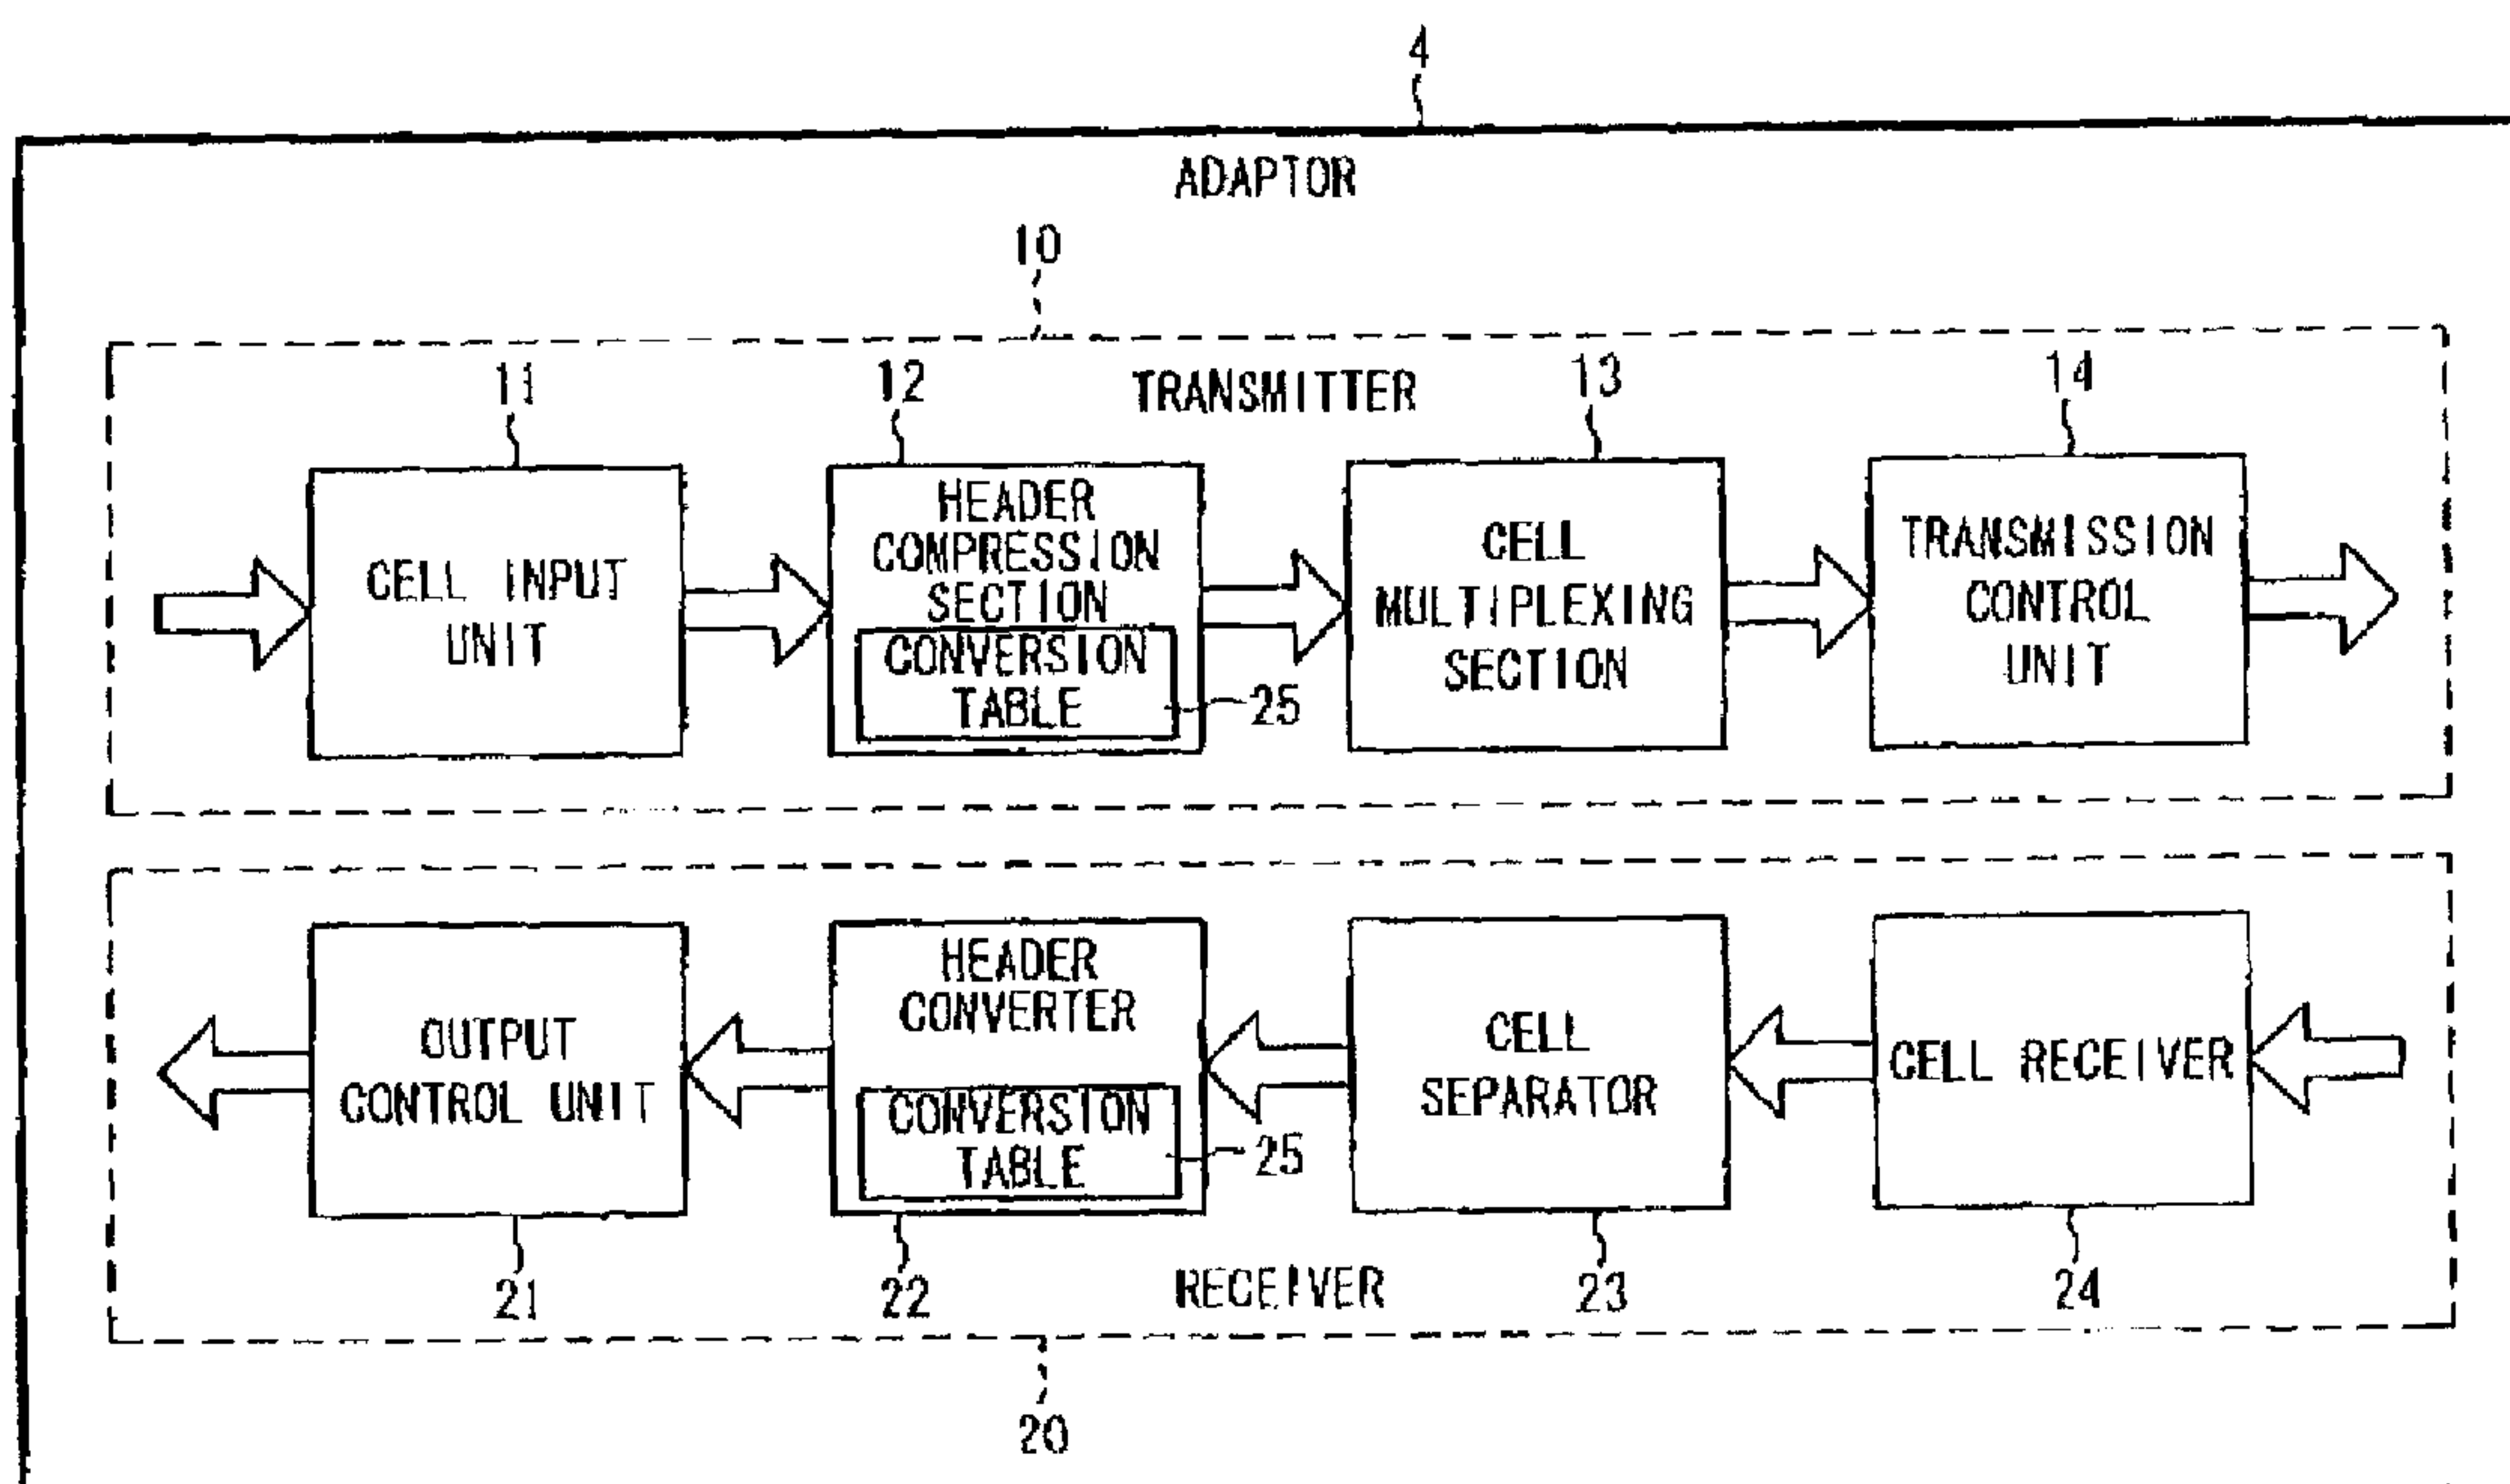 4
ADAPTOR
10
11
12
TRANSMITTER
13
14
CELL INPUT
UNIT
HEADER
COMPRESSION
SECTION
CONVERSION
TABLE
25
CELL
MULTIPLEXING
SECTION
TRANSMISSION
CONTROL
UNIT
OUTPUT
CONTROL UNIT
HEADER
CONVERTER
CONVERSION
TABLE
25
CELL
SEPARATOR
CELL RECEIVER
21
22
RECEIVER
23
24
20